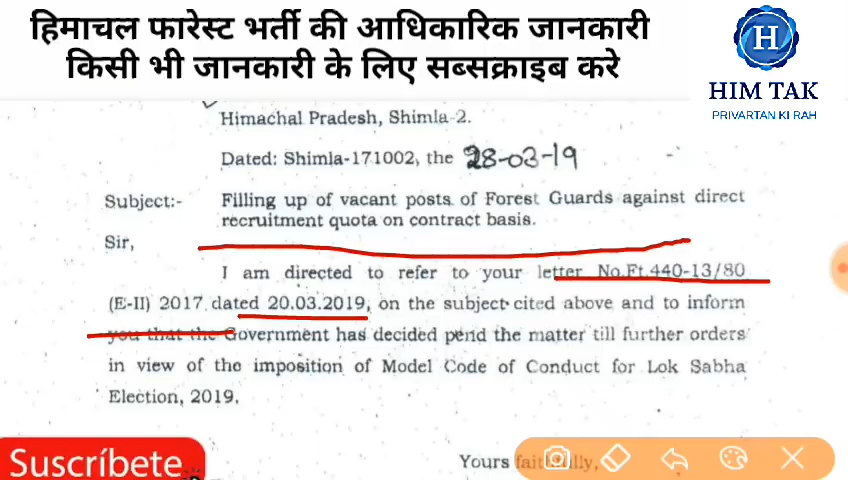 हिमाचल फारेस्ट भर्ती की आधिकारिक जानकारी
किसी भी जानकारी के लिए सब्सक्राइब करे
H
HIM TAK
PRIVARTAN KI RAH
Himachal Pradesh, Shimla-2.
Dated: Shimla-171002, the 28-03-19
Subject:- Filling up of vacant posts of Forest Guards against direct
recruitment quota on contract basis.
Sir,
I am directed to refer to your letter No.Ft.440-13/80
(E-II) 2017 dated 20.03.2019, on the subject cited above and to inform
you that the Government has decided pend the matter till further orders
in view of the imposition of Model Code of Conduct for Lok Sabha
Election, 2019.
Yours faithfully,
Suscríbete